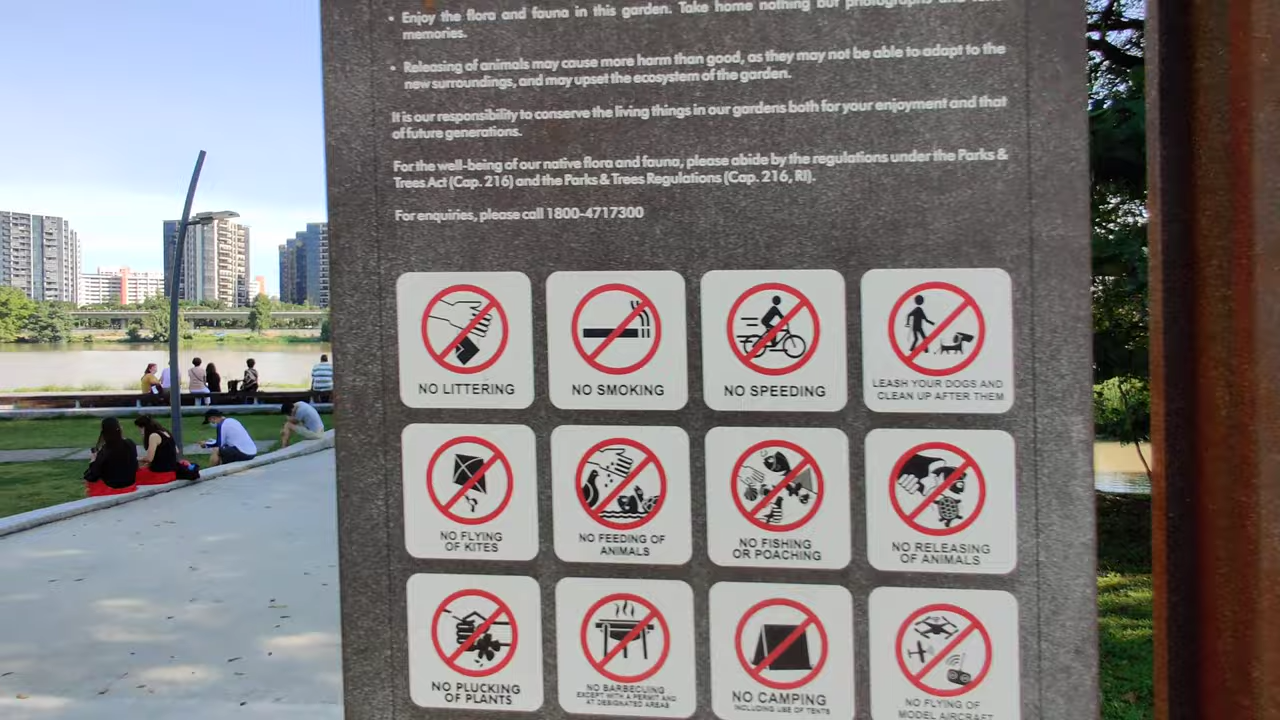 • Enjoy the flora and fauna in this garden. Take home nothing but photographs and
memories.
• Releasing of animals may cause more harm than good, as they may not be able to adapt to the
new surroundings, and may upset the ecosystem of the garden.
It is our responsibility to conserve the living things in our gardens both for your enjoyment and that
of future generations.
For the well-being of our native flora and fauna, please abide by the regulations under the Parks &
Trees Act (Cap. 216) and the Parks & Trees Regulations (Cap. 216, RI).
For enquiries, please call 1800-4717300
NO LITTERING
NO SMOKING
NO SPEEDING
LEASH YOUR DOGS AND
CLEAN UP AFTER THEM
NO FLYING
OF KITES
NO FEEDING OF
ANIMALS
NO FISHING
OR POACHING
NO RELEASING
OF ANIMALS
NO PLUCKING
OF PLANTS
NO BARBECUING
EXCEPT WITH A PERMIT AND
AT DESIGNATED AREAS
NO CAMPING
INCLUDING USE OF TENTS
NO FLYING OF
MODEL AIRCRAFT